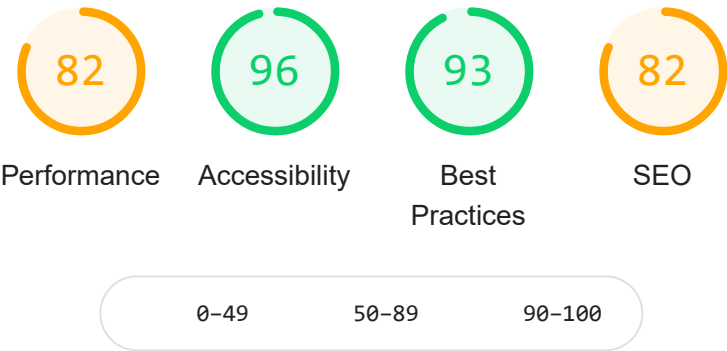 82 96 93 82
Performance Accessibility Best Practices SEO
0–49 50–89 90–100